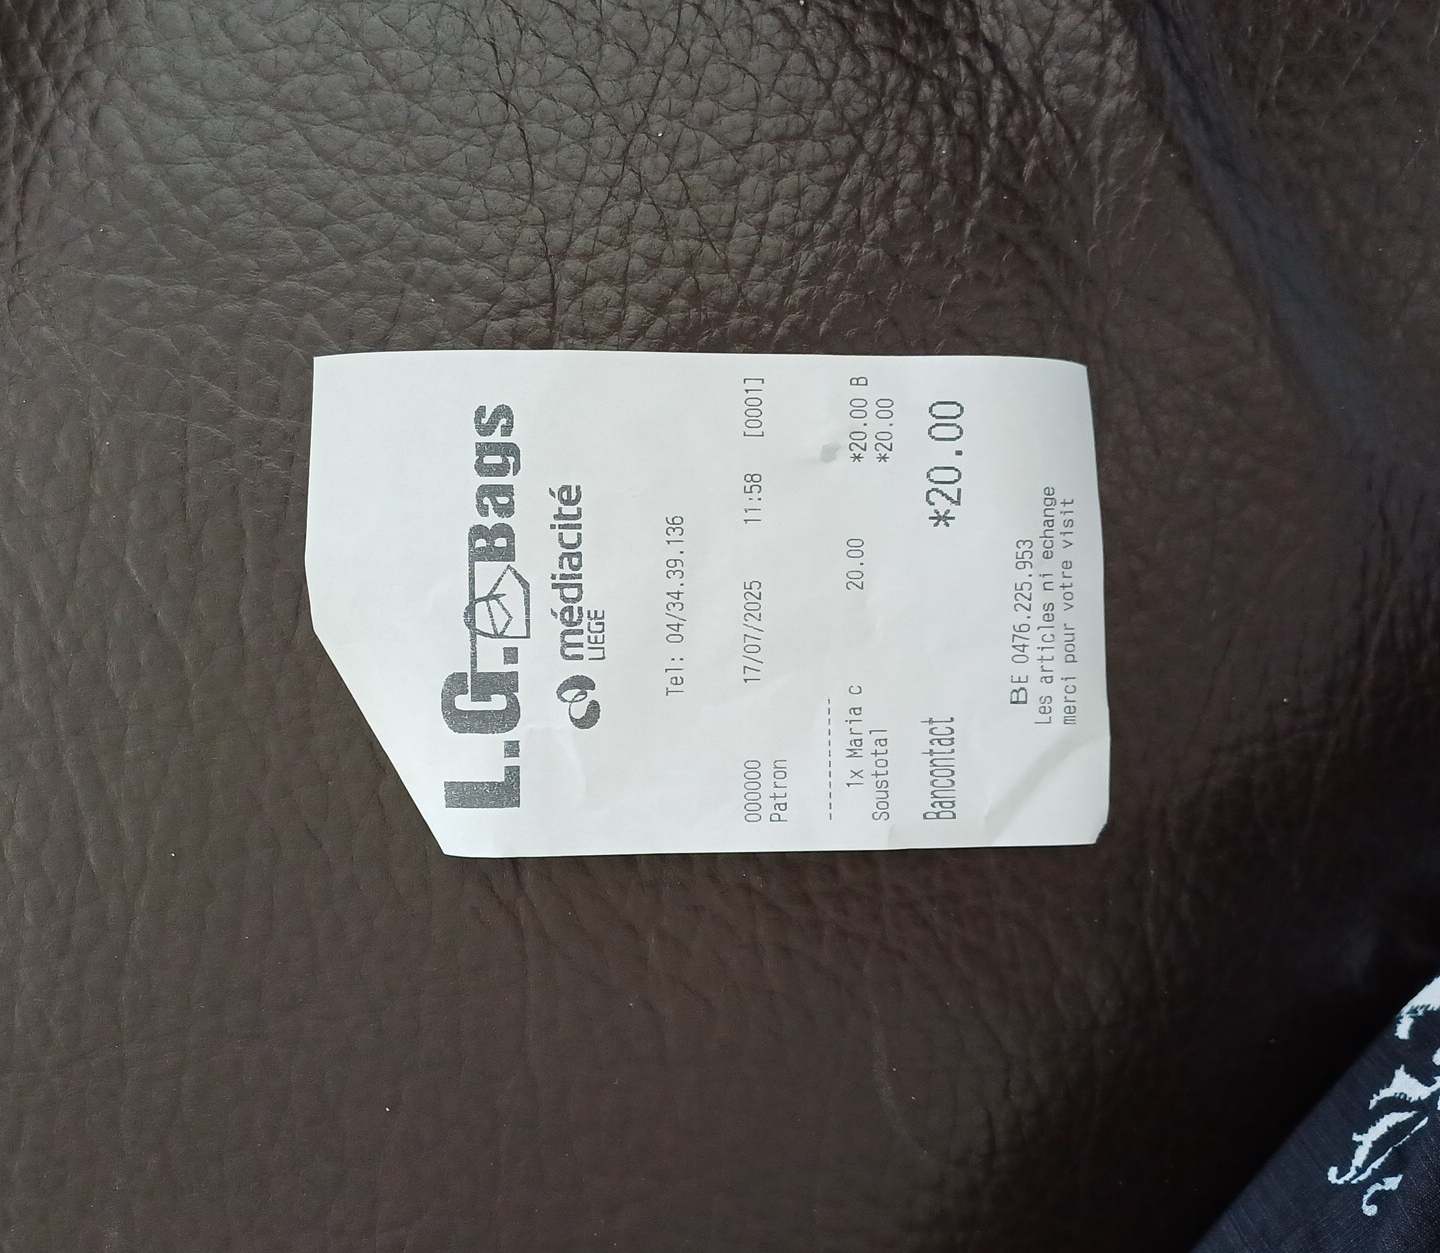 L.G. Bags
médiacité
LIEGE
Tel: 04/34.39.136
000000 17/07/2025 11:58 [0001]
Patron
-----------
1x Maria c 20.00 *20.00 B
Soustotal *20.00
Bancontact *20.00
BE 0476.225.953
Les articles ni echange
merci pour votre visit